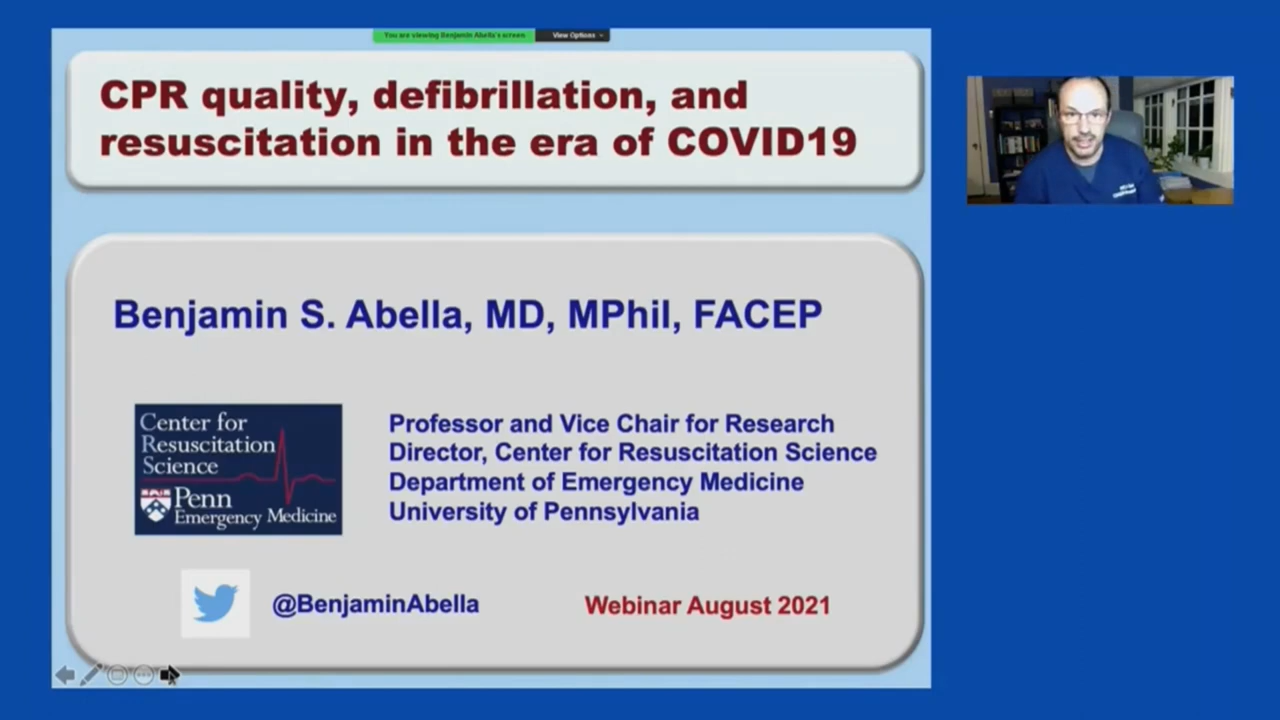 You are viewing Benjamin Abella's screen
View Options
CPR quality, defibrillation, and
resuscitation in the era of COVID19
Benjamin S. Abella, MD, MPhil, FACEP
Center for
Resuscitation
Science
Penn
Emergency Medicine
Professor and Vice Chair for Research
Director, Center for Resuscitation Science
Department of Emergency Medicine
University of Pennsylvania
@BenjaminAbella
Webinar August 2021